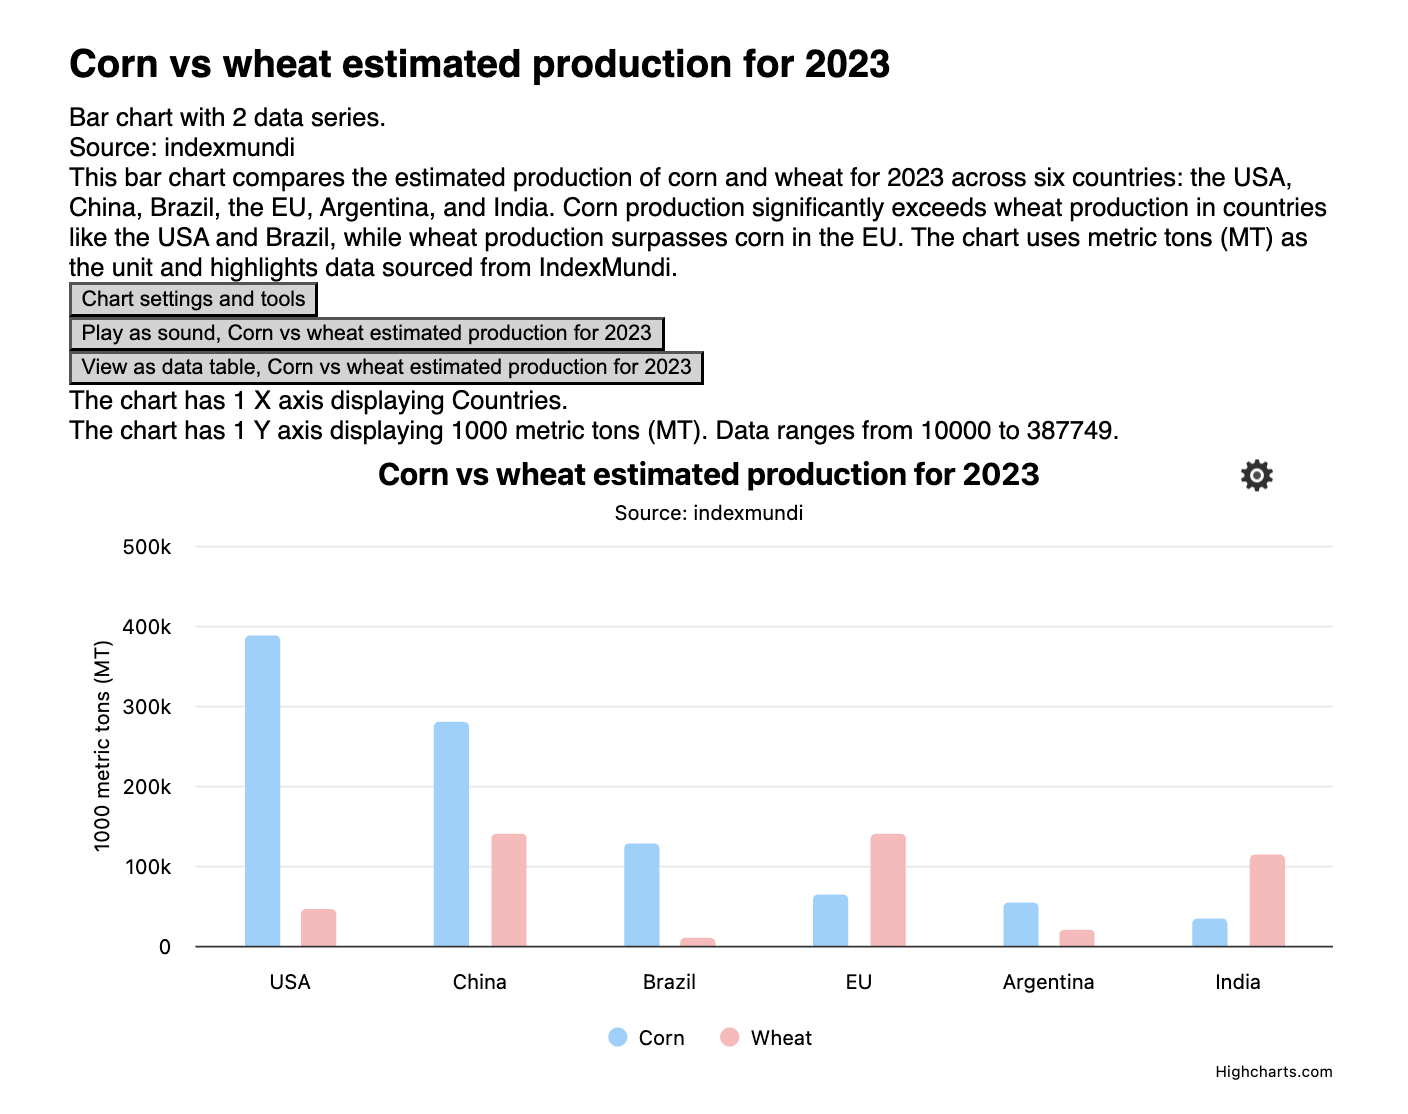 Corn vs wheat estimated production for 2023
Bar chart with 2 data series.
Source: indexmundi
This bar chart compares the estimated production of corn and wheat for 2023 across six countries: the USA,
China, Brazil, the EU, Argentina, and India. Corn production significantly exceeds wheat production in countries
like the USA and Brazil, while wheat production surpasses corn in the EU. The chart uses metric tons (MT) as
the unit and highlights data sourced from IndexMundi.
Chart settings and tools
Play as sound, Corn vs wheat estimated production for 2023
View as data table, Corn vs wheat estimated production for 2023
The chart has 1 X axis displaying Countries.
The chart has 1 Y axis displaying 1000 metric tons (MT). Data ranges from 10000 to 387749.
Corn vs wheat estimated production for 2023
Source: indexmundi
1000 metric tons (MT)
500k
400k
300k
200k
100k
0
USA China Brazil EU Argentina India
Corn Wheat
Highcharts.com